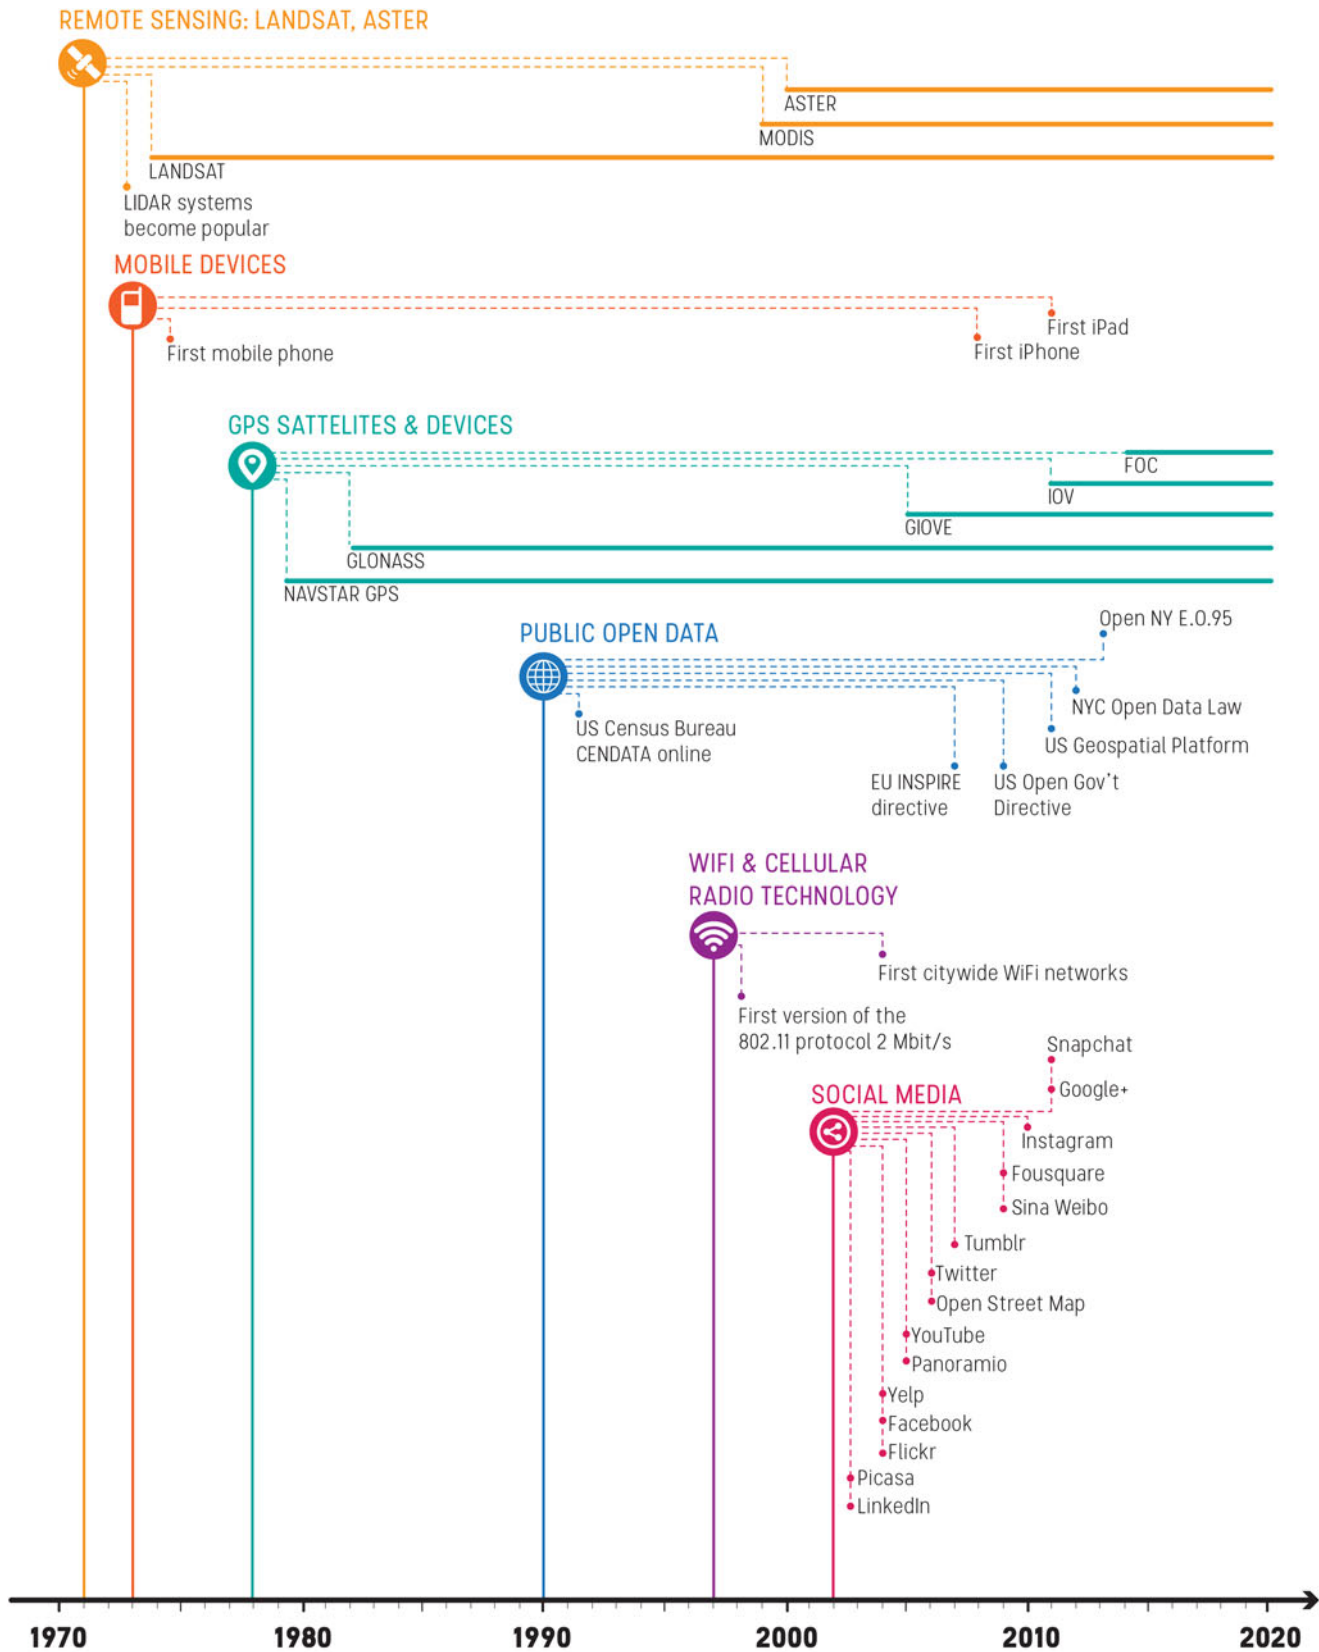 REMOTE SENSING: LANDSAT, ASTER
ASTER
MODIS
LANDSAT
LIDAR systems
become popular
MOBILE DEVICES
First iPad
First iPhone
First mobile phone
GPS SATTELITES & DEVICES
FOC
IOV
GIOVE
GLONASS
NAVSTAR GPS
Open NY E.O.95
PUBLIC OPEN DATA
NYC Open Data Law
US Census Bureau
CENDATA online
US Geospatial Platform
EU INSPIRE
directive
US Open Gov't
Directive
WIFI & CELLULAR
RADIO TECHNOLOGY
First citywide WiFi networks
First version of the
802.11 protocol 2 Mbit/s
Snapchat
Google+
SOCIAL MEDIA
Instagram
Fousquare
Sina Weibo
Tumblr
Twitter
Open Street Map
YouTube
Panoramio
Yelp
Facebook
Flickr
Picasa
LinkedIn
1970 1980 1990 2000 2010 2020